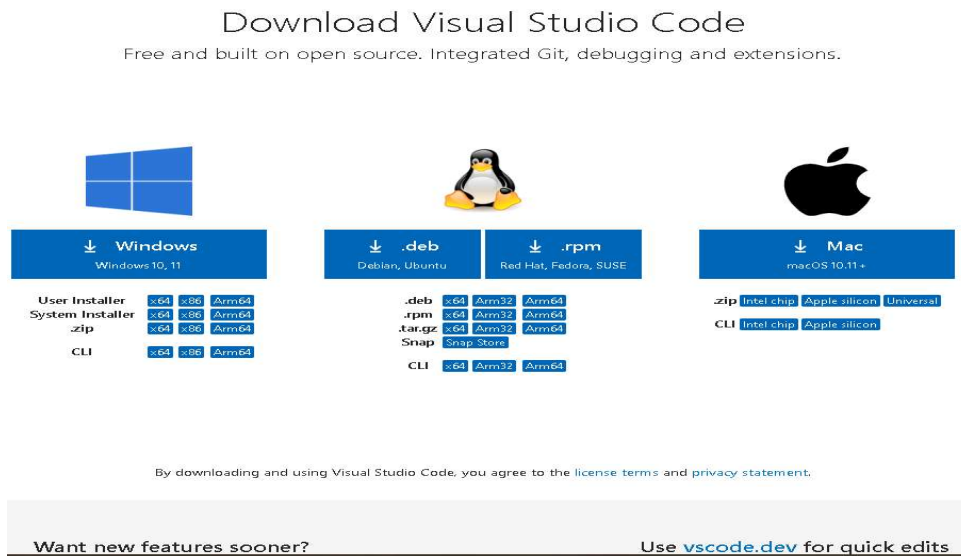 Download Visual Studio Code
Free and built on open source. Integrated Git, debugging and extensions.
Windows
Windows 10, 11
User Installer x64 x86 Arm64
System Installer x64 x86 Arm64
.zip x64 x86 Arm64
CLI x64 x86 Arm64
.deb
Debian, Ubuntu
.rpm
Red Hat, Fedora, SUSE
.deb x64 Arm32 Arm64
.rpm x64 Arm32 Arm64
.tar.gz x64 Arm32 Arm64
Snap Snap Store
CLI x64 Arm32 Arm64
Mac
macOS 10.11+
.zip Intel chip Apple silicon Universal
CLI Intel chip Apple silicon
By downloading and using Visual Studio Code, you agree to the license terms and privacy statement.
Want new features sooner?
Use vscode.dev for quick edits